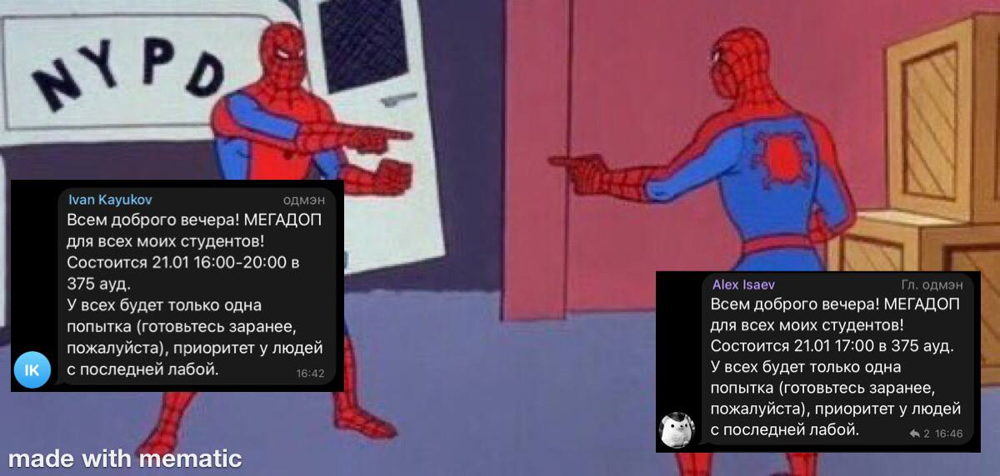 NYPD
Ivan Kayukov одмэн
Всем доброго вечера! МЕГАДОП
для всех моих студентов!
Состоится 21.01 16:00-20:00 в
375 ауд.
У всех будет только одна
попытка (готовьтесь заранее,
пожалуйста), приоритет у людей
с последней лабой. 16:42
IK
Alex Isaev Гл. одмэн
Всем доброго вечера! МЕГАДОП
для всех моих студентов!
Состоится 21.01 17:00 в 375 ауд.
У всех будет только одна
попытка (готовьтесь заранее,
пожалуйста), приоритет у людей
с последней лабой. 2 16:46
made with mematic